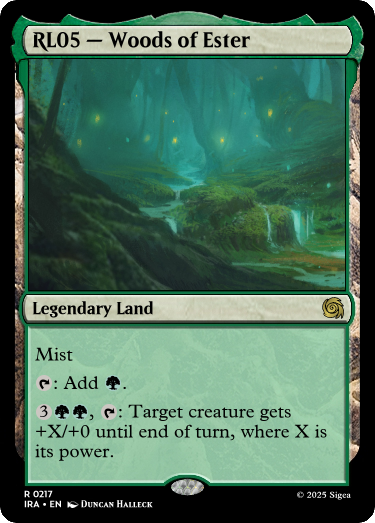 RL05 — Woods of Ester
Legendary Land
Mist
: Add .
3, : Target creature gets
+X/+0 until end of turn, where X is
its power.
R 0217
IRA • EN Duncan Halleck
© 2025 Sigea